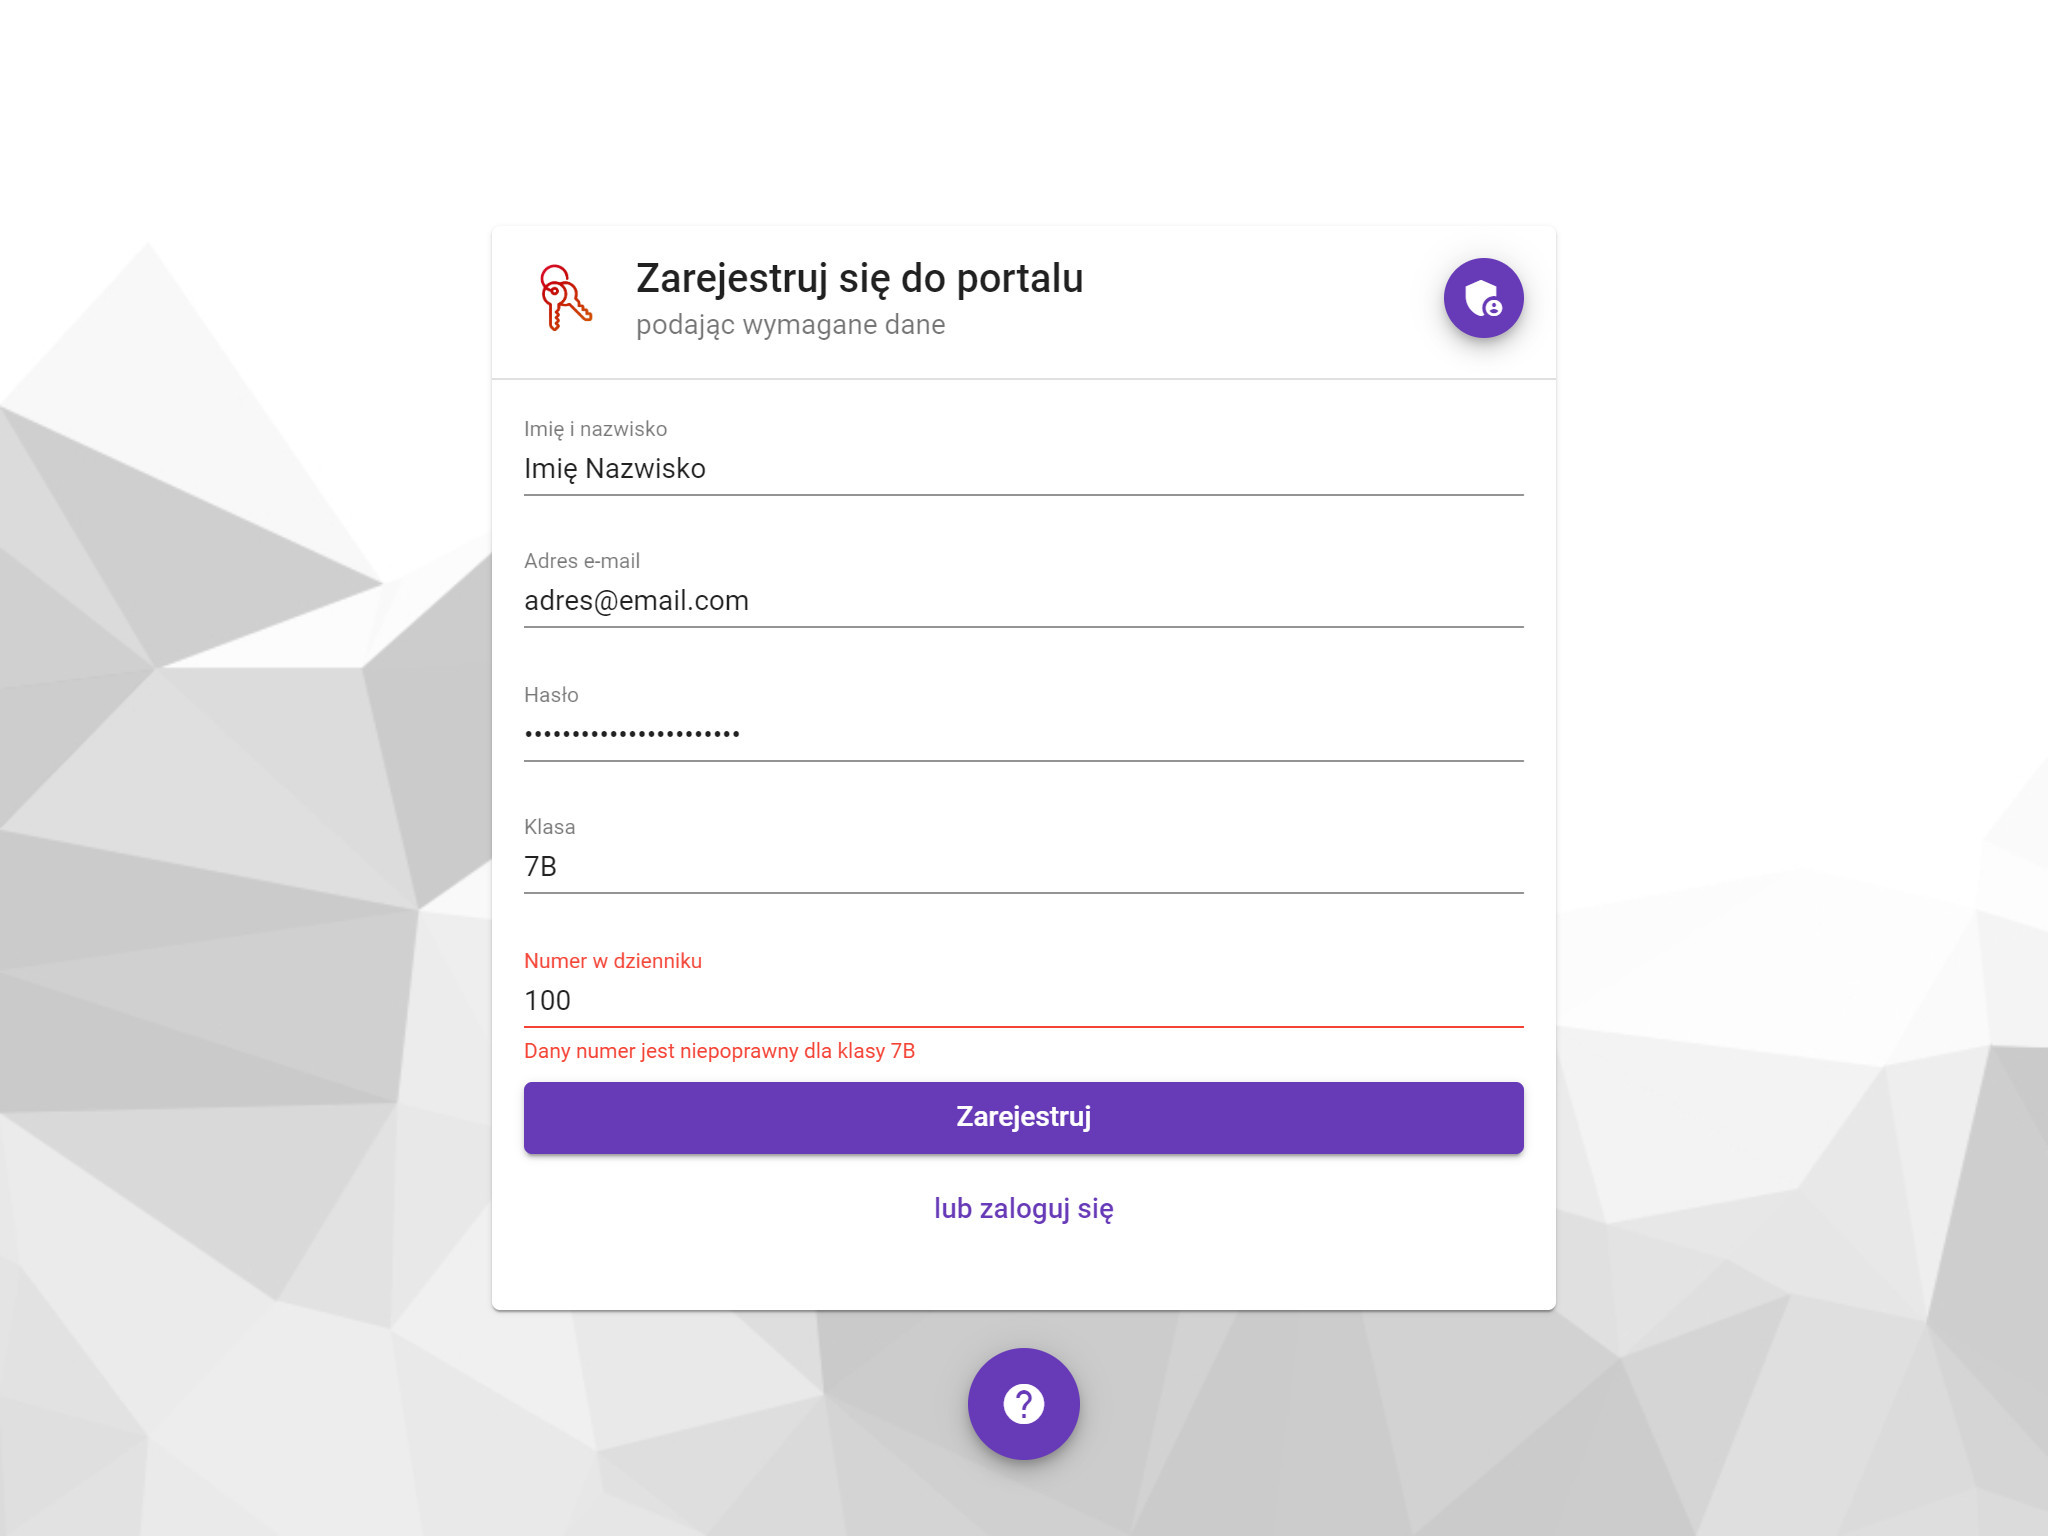 Zarejestruj się do portalu
podając wymagane dane
Imię i nazwisko
Imię Nazwisko
Adres e-mail
adres@email.com
Hasło
•••••••••••••••••••••••
Klasa
7B
Numer w dzienniku
100
Dany numer jest niepoprawny dla klasy 7B
Zarejestruj
lub zaloguj się
?